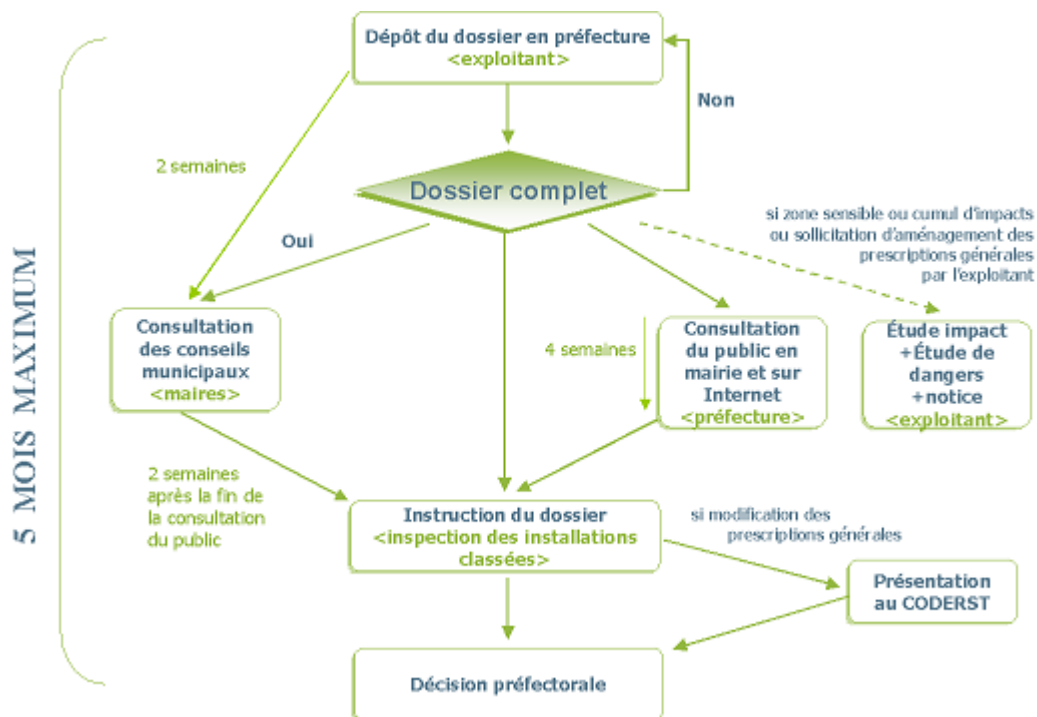 Dépôt du dossier en préfecture
<exploitant>
Non
2 semaines
Dossier complet
si zone sensible ou cumul d'impacts
ou sollicitation d'aménagement des
prescriptions générales
par l'exploitant
Oui
5 MOIS MAXIMUM
Consultation
des conseils
municipaux
<maires>
4 semaines
Consultation
du public en
mairie et sur
Internet
<préfecture>
Étude impact
+Étude de
dangers
+notice
<exploitant>
2 semaines
après la fin de
la consultation
du public
Instruction du dossier
<inspection des installations
classées>
si modification des
prescriptions générales
Présentation
au CODERST
Décision préfectorale